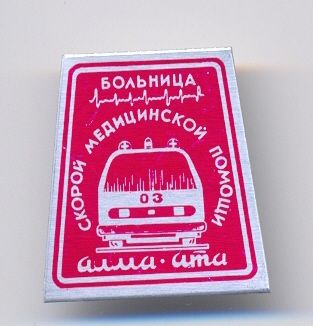 БОЛЬНИЦА
СКОРОЙ МЕДИЦИНСКОЙ ПОМОЩИ
03
алма-ата